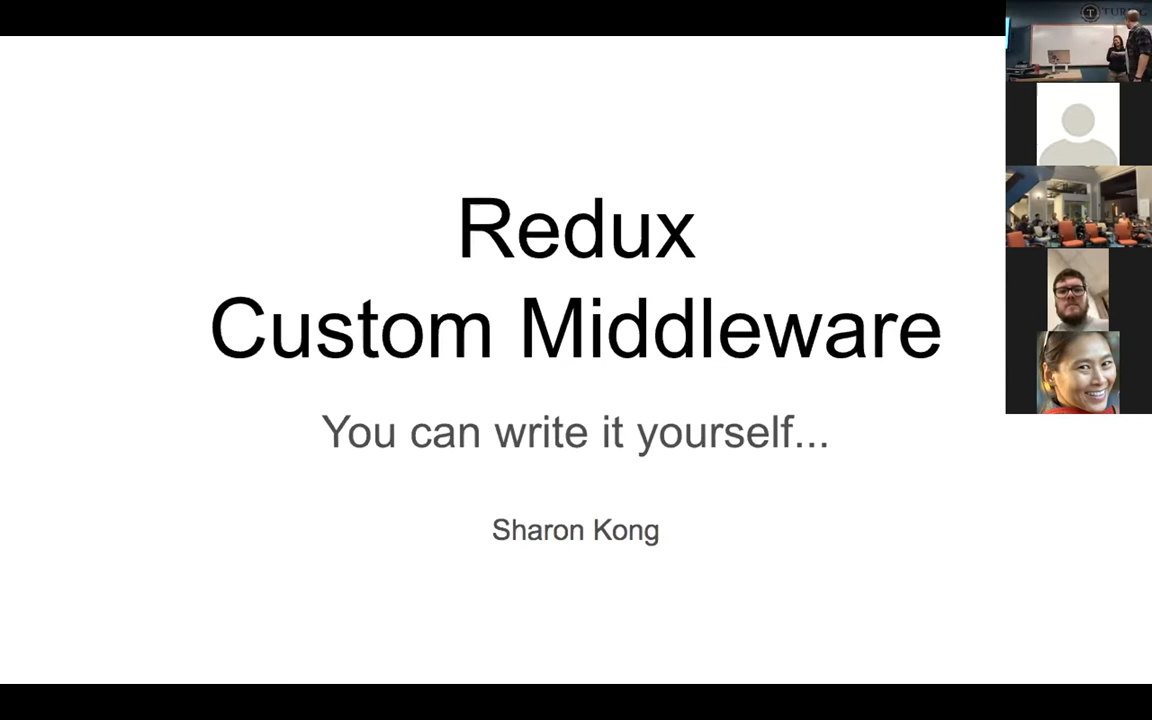 Redux
Custom Middleware
You can write it yourself...
Sharon Kong